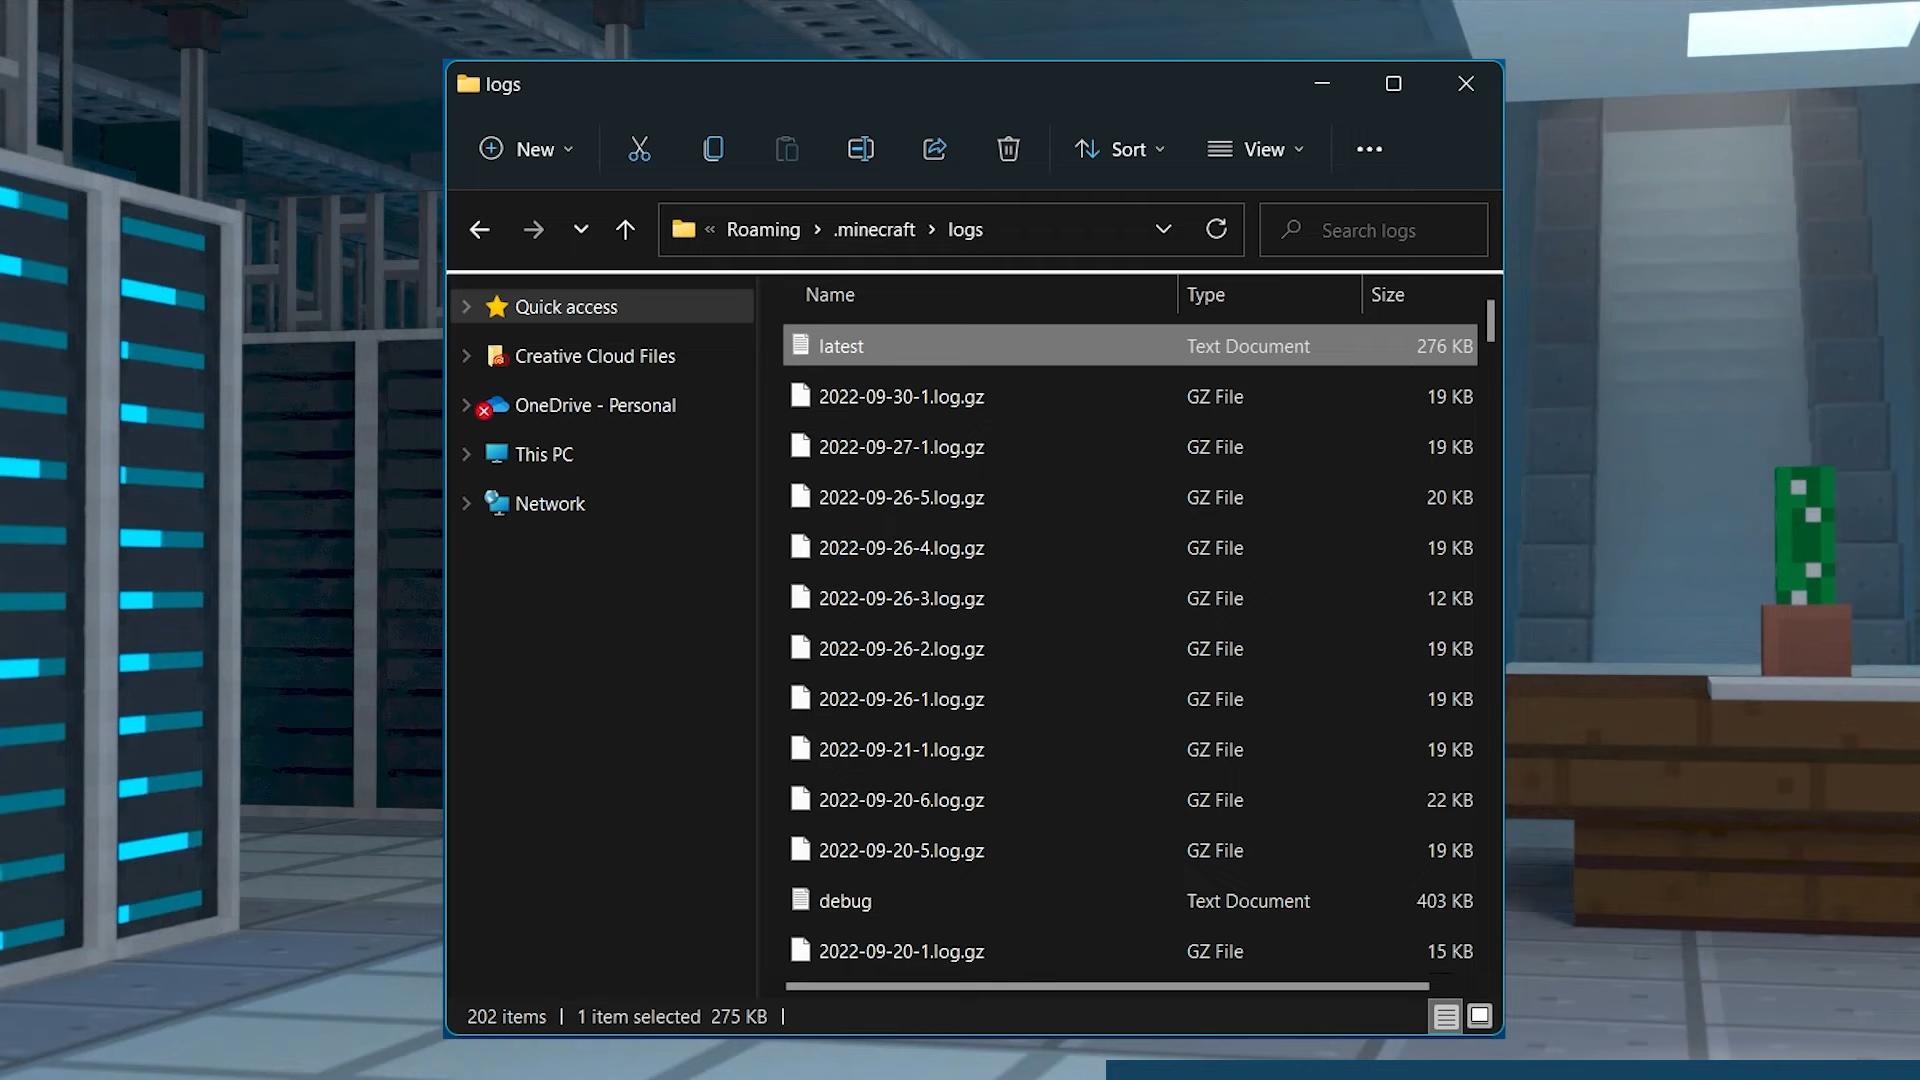 logs
New
Sort
View
« Roaming › .minecraft › logs
Search logs
Quick access
Creative Cloud Files
OneDrive - Personal
This PC
Network
Name Type Size
latest Text Document 276 KB
2022-09-30-1.log.gz GZ File 19 KB
2022-09-27-1.log.gz GZ File 19 KB
2022-09-26-5.log.gz GZ File 20 KB
2022-09-26-4.log.gz GZ File 19 KB
2022-09-26-3.log.gz GZ File 12 KB
2022-09-26-2.log.gz GZ File 19 KB
2022-09-26-1.log.gz GZ File 19 KB
2022-09-21-1.log.gz GZ File 19 KB
2022-09-20-6.log.gz GZ File 22 KB
2022-09-20-5.log.gz GZ File 19 KB
debug Text Document 403 KB
2022-09-20-1.log.gz GZ File 15 KB
202 items | 1 item selected 275 KB |